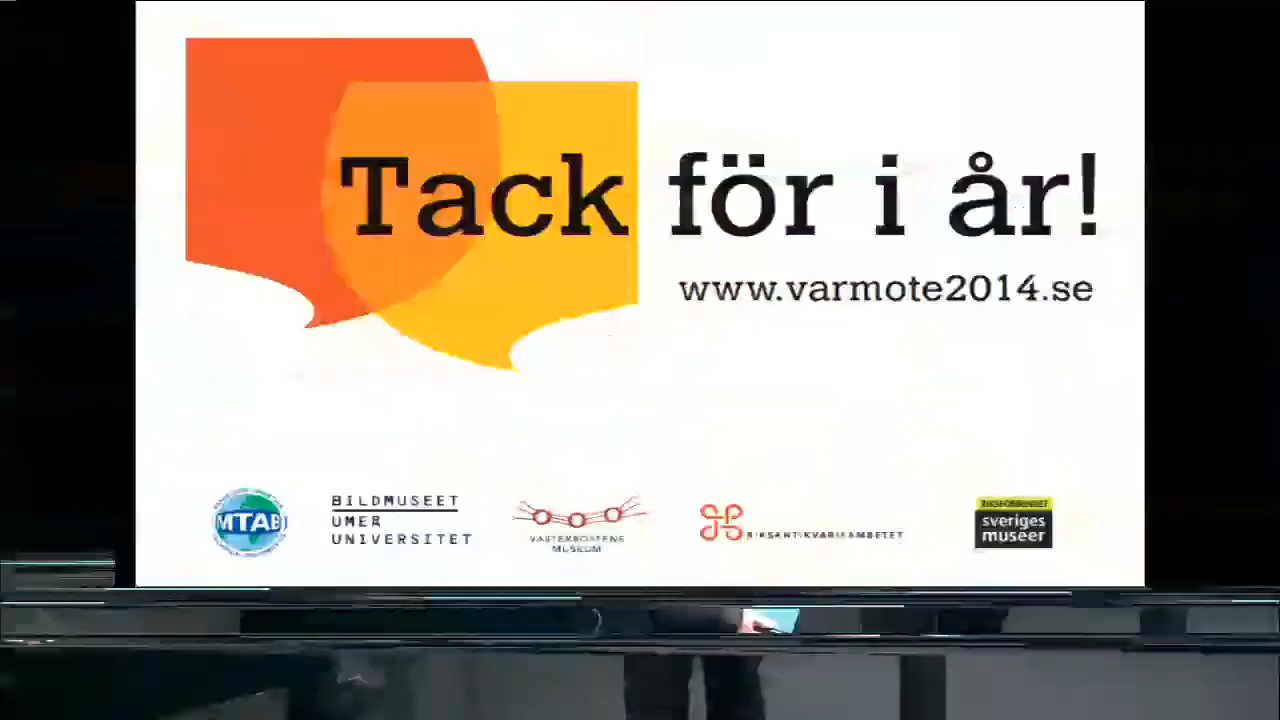 Tack för i år!
www.varmote2014.se
MTAB
BILDMUSEET
UMEÅ
UNIVERSITET
VÄSTERBOTTENS
MUSEUM
RIKSANTIKVARIEÄMBETET
RIKSFÖRBUNDET
sveriges
museer